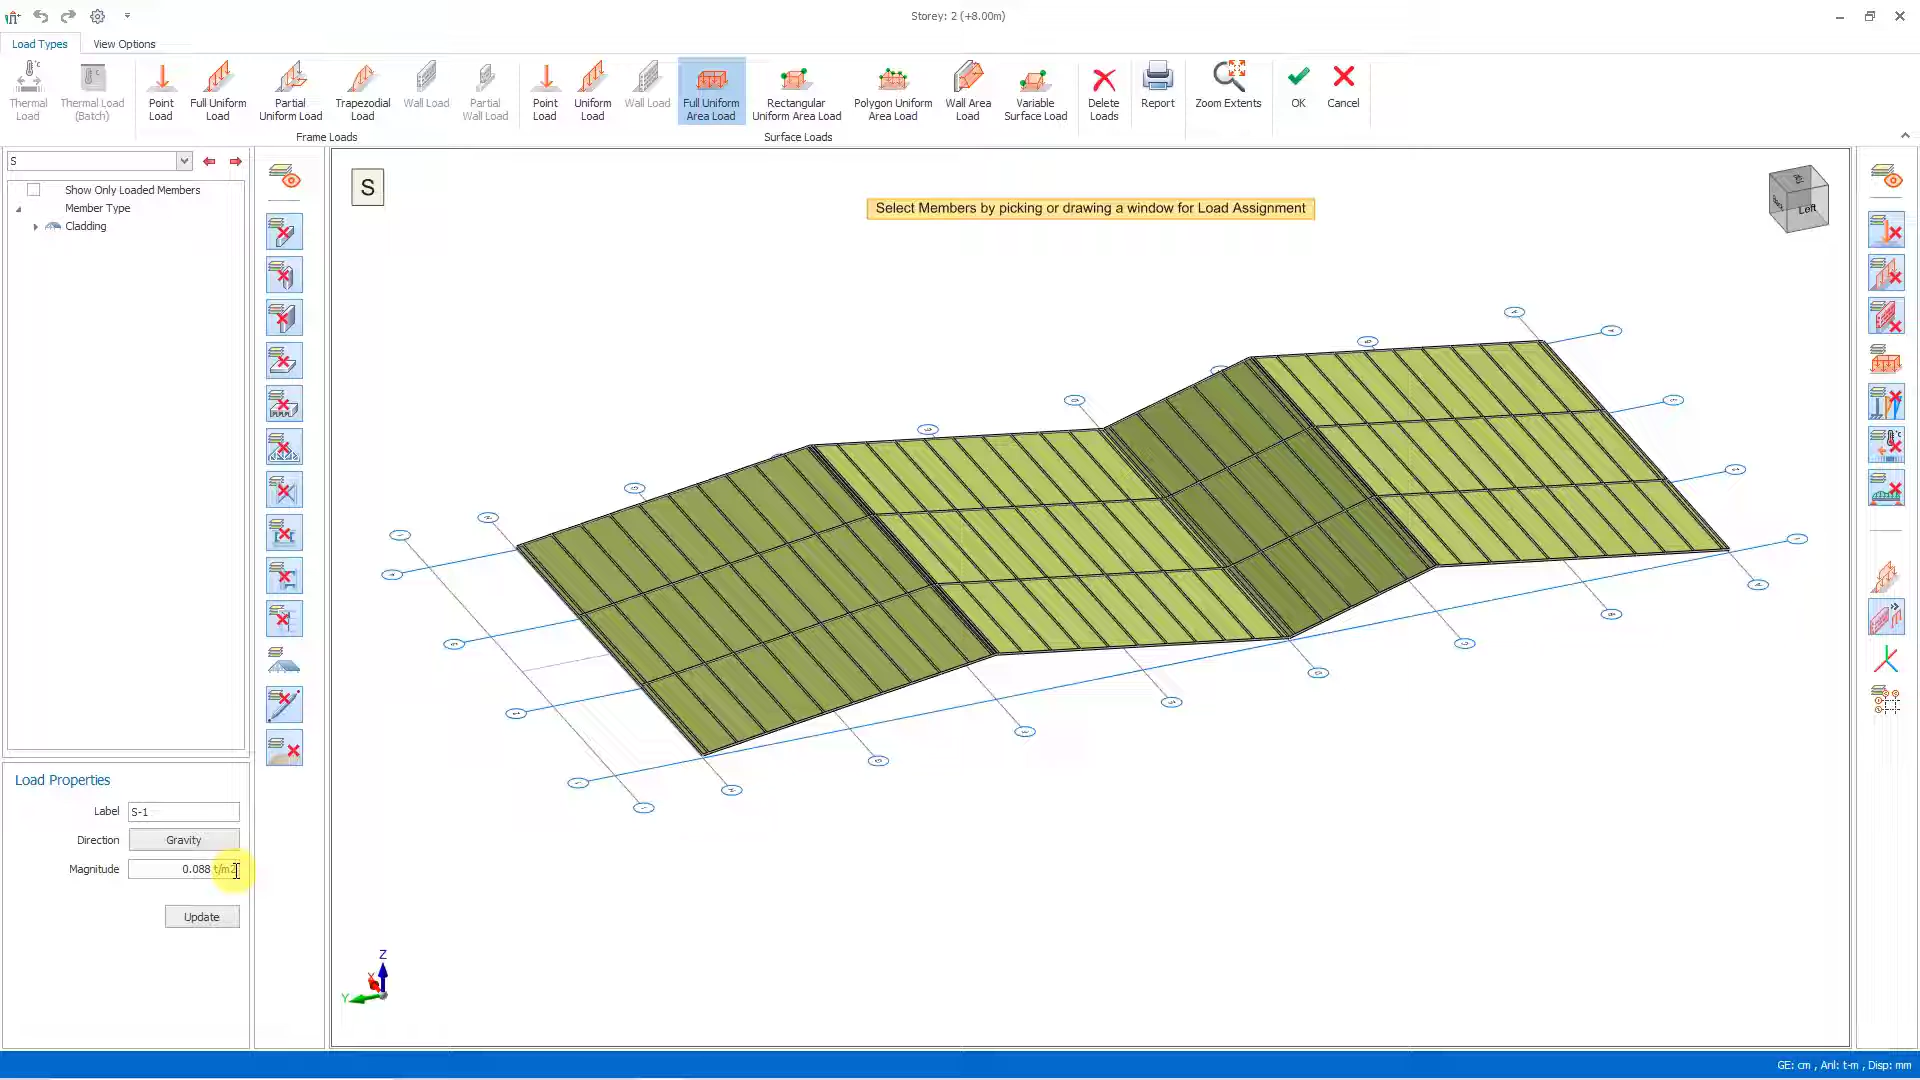 Storey: 2 (+8.00m)
Load Types
View Options
Thermal Load
Thermal Load (Batch)
Point Load
Full Uniform Load
Partial Uniform Load
Trapezodial Load
Wall Load
Partial Wall Load
Point Load
Uniform Load
Wall Load
Full Uniform Area Load
Rectangular Uniform Area Load
Polygon Uniform Area Load
Wall Area Load
Variable Surface Load
Delete Loads
Report
Zoom Extents
OK
Cancel
Frame Loads
Surface Loads
S
Show Only Loaded Members
Member Type
Cladding
S
Select Members by picking or drawing a window for Load Assignment
Left
Load Properties
Label
S-1
Direction
Gravity
Magnitude
0.088 t/m2
Update
Z
X
Y
GE: cm , Anl: t-m , Disp: mm